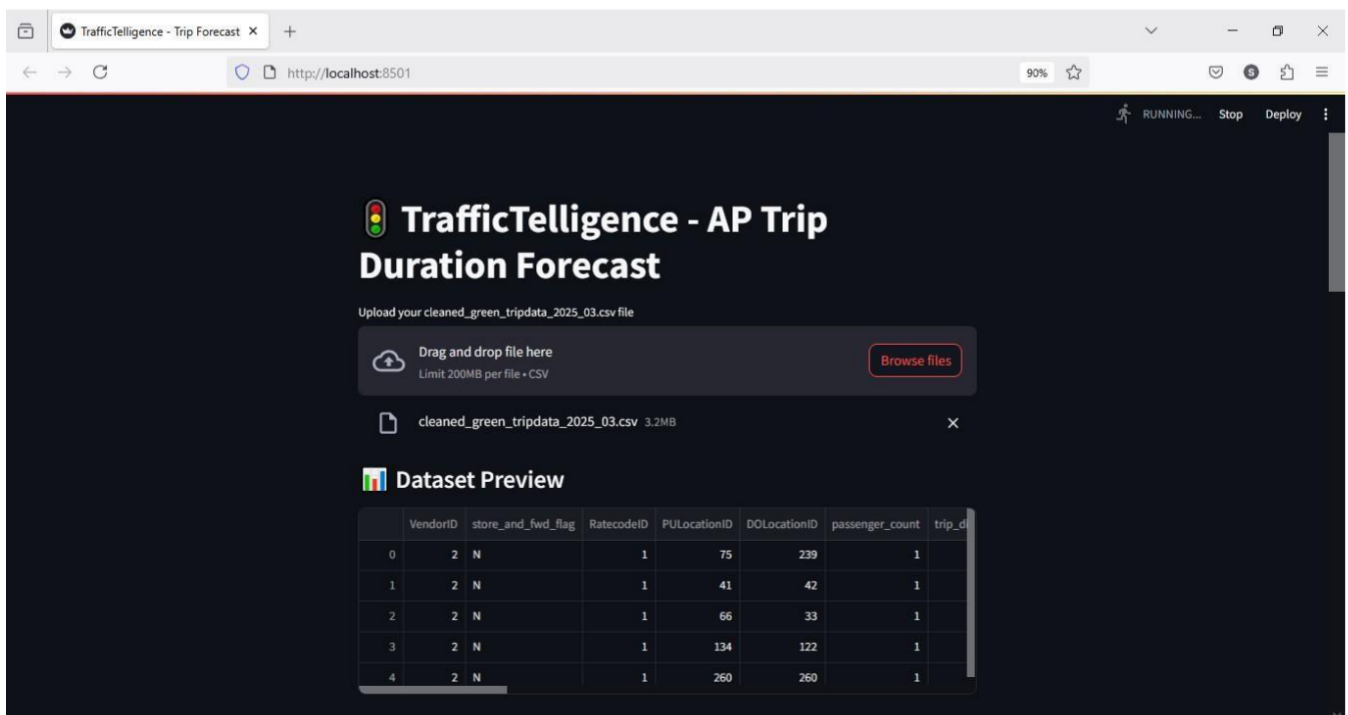 TrafficTelligence - Trip Forecast
http://localhost:8501
90%
S
RUNNING... Stop Deploy
TrafficTelligence - AP Trip
Duration Forecast
Upload your cleaned_green_tripdata_2025_03.csv file
Drag and drop file here
Limit 200MB per file • CSV
Browse files
cleaned_green_tripdata_2025_03.csv 3.2MB
Dataset Preview
VendorID store_and_fwd_flag RatecodeID PULocationID DOLocationID passenger_count trip_di
0 2 N 1 75 239 1
1 2 N 1 41 42 1
2 2 N 1 66 33 1
3 2 N 1 134 122 1
4 2 N 1 260 260 1